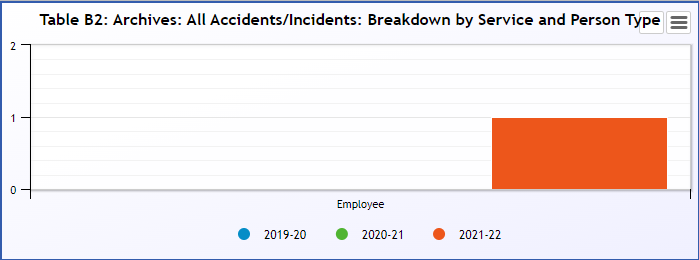 Table B2: Archives: All Accidents/Incidents: Breakdown by Service and Person Type
2
1
0
Employee
2019-20 2020-21 2021-22